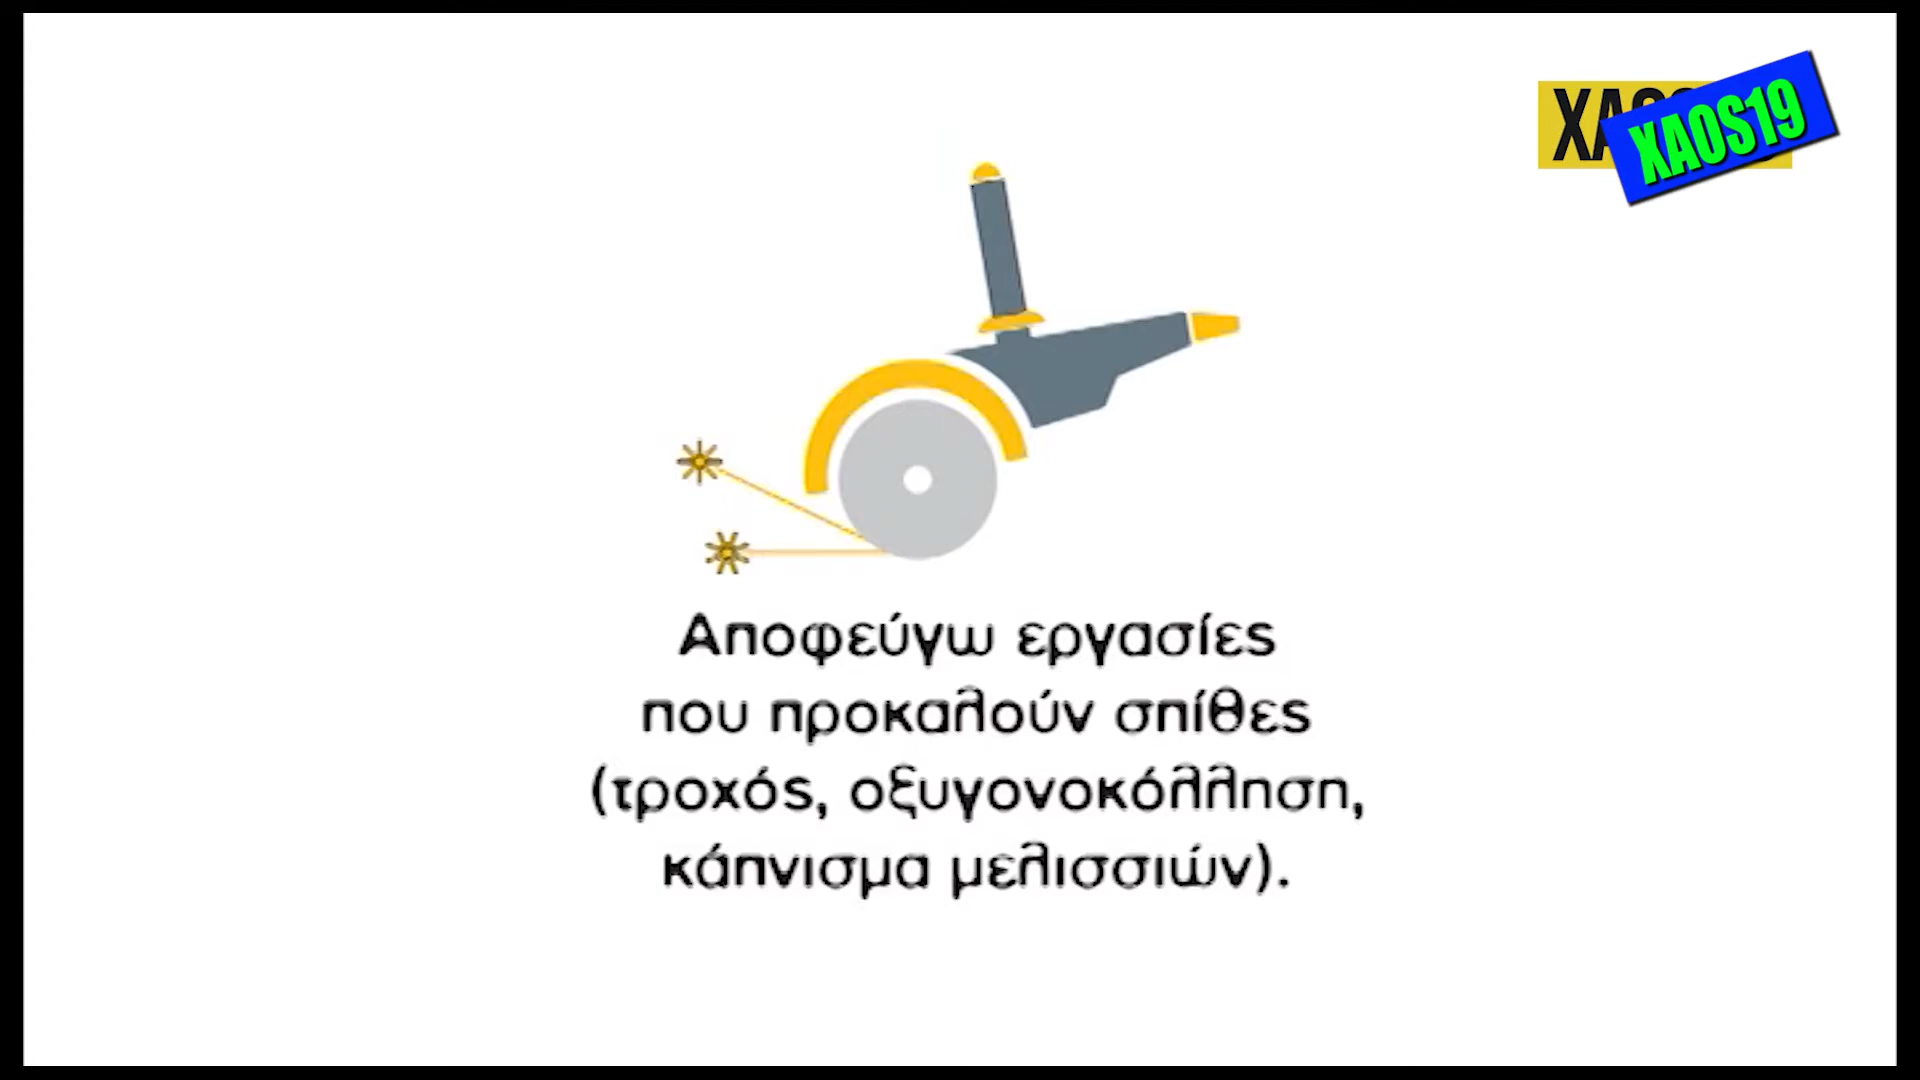 XAOS19
Αποφεύγω εργασίες
που προκαλούν σπίθες
(τροχός, οξυγονοκόλληση,
κάπνισμα μελισσιών).